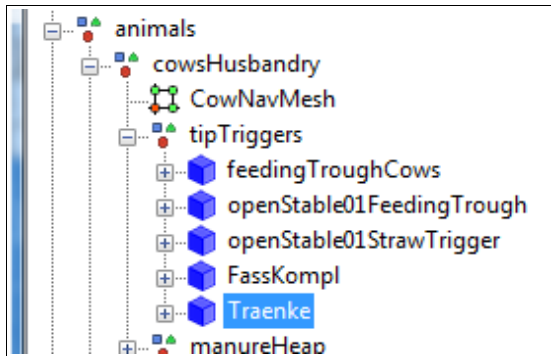 animals
cowsHusbandry
CowNavMesh
tipTriggers
feedingTroughCows
openStable01FeedingTrough
openStable01StrawTrigger
FassKompl
Traenke
manureHeap